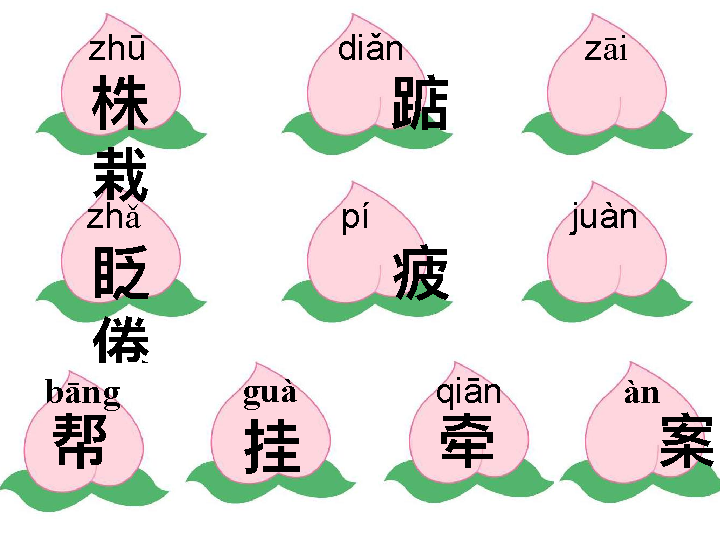 zhū diǎn zāi
株 踮
栽
zhǎ pí juàn
眨 疲
倦
bāng guà qiān àn
帮 挂 牵 案